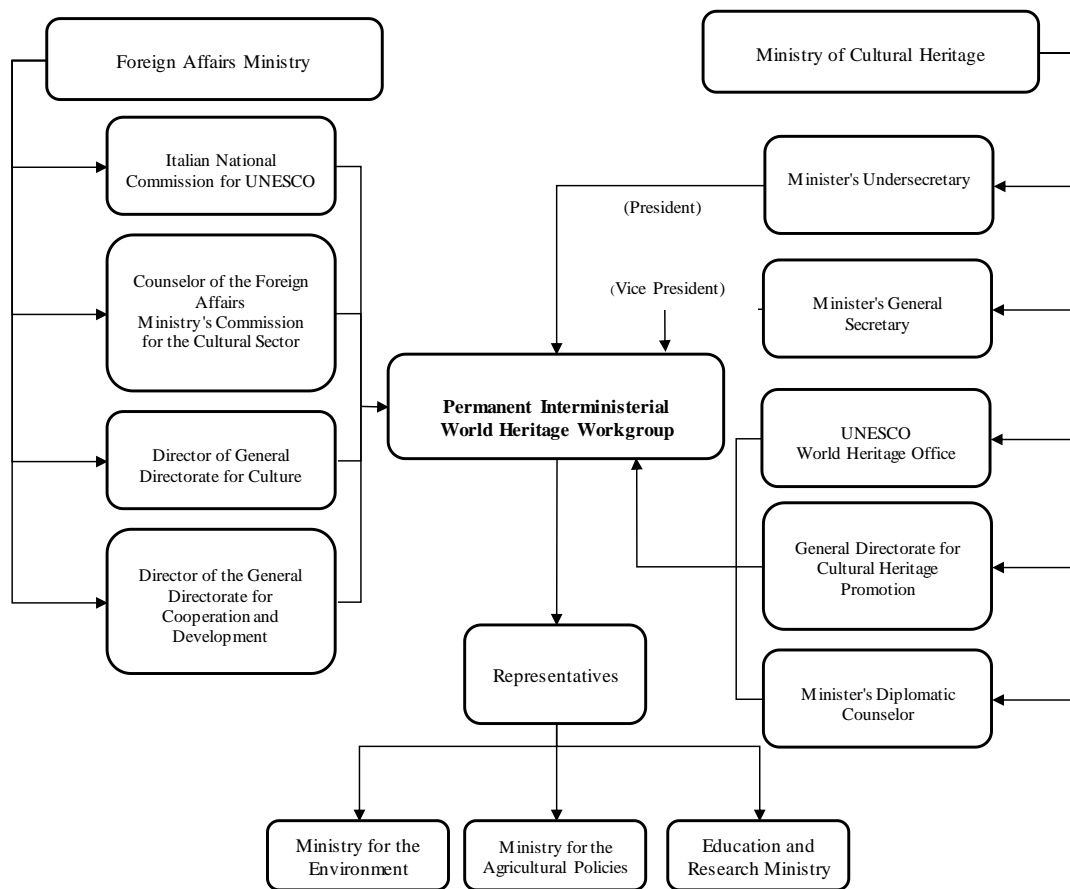 Foreign Affairs Ministry
Ministry of Cultural Heritage
Italian National
Commission for UNESCO
Minister's Undersecretary
(President)
Counselor of the Foreign
Affairs
Ministry's Commission
for the Cultural Sector
(Vice President)
Minister's General
Secretary
Permanent Interministerial
World Heritage Workgroup
UNESCO
World Heritage Office
Director of General
Directorate for Culture
General Directorate for
Cultural Heritage
Promotion
Director of the General
Directorate for
Cooperation and
Development
Representatives
Minister's Diplomatic
Counselor
Ministry for the
Environment
Ministry for the
Agricultural Policies
Education and
Research Ministry